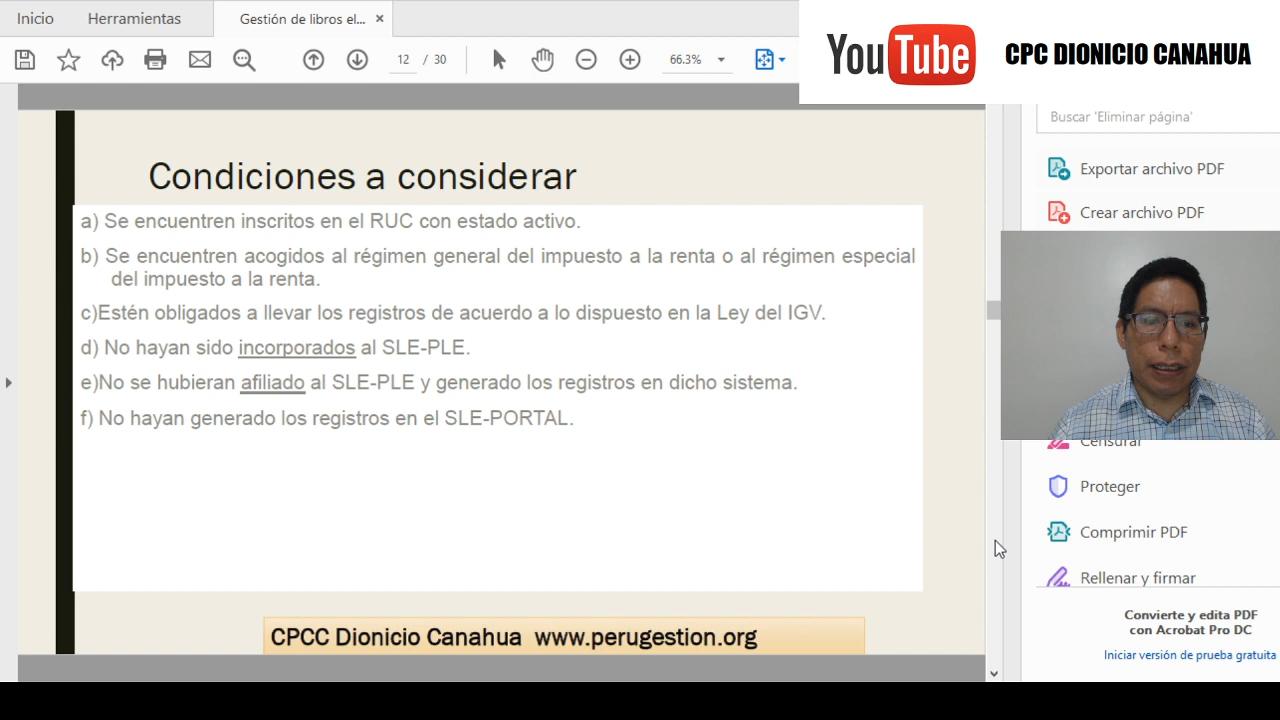 Inicio
Herramientas
Gestión de libros el...
×
12 / 30
66.3%
YouTube
CPC DIONICIO CANAHUA
Condiciones a considerar
a) Se encuentren inscritos en el RUC con estado activo.
b) Se encuentren acogidos al régimen general del impuesto a la renta o al régimen especial
del impuesto a la renta.
c)Estén obligados a llevar los registros de acuerdo a lo dispuesto en la Ley del IGV.
d) No hayan sido incorporados al SLE-PLE.
e)No se hubieran afiliado al SLE-PLE y generado los registros en dicho sistema.
f) No hayan generado los registros en el SLE-PORTAL.
CPCC Dionicio Canahua www.perugestion.org
Buscar 'Eliminar página'
Exportar archivo PDF
Crear archivo PDF
Censurar
Proteger
Comprimir PDF
Rellenar y firmar
Convierte y edita PDF
con Acrobat Pro DC
Iniciar versión de prueba gratuita